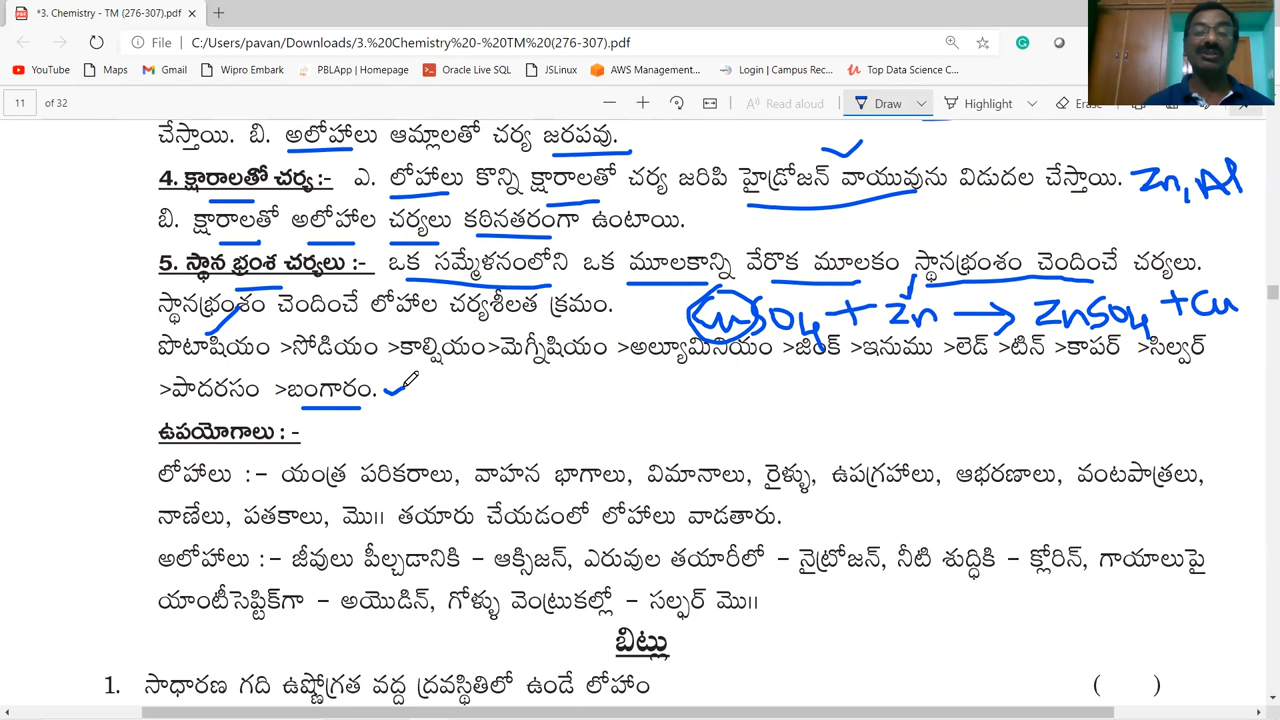 *3. Chemistry - TM (276-307).pdf
File C:/Users/pavan/Downloads/3.%20Chemistry%20-%20TM%20(276-307).pdf
YouTube Maps Gmail Wipro Embark PBLApp | Homepage Oracle Live SQL JSLinux AWS Management... Login | Campus Rec... Top Data Science C...
11 of 32 Read aloud Draw Highlight Erase
చేస్తాయి. బి. అలోహాలు ఆమ్లాలతో చర్య జరపవు.
4. క్షారాలతో చర్య :- ఎ. లోహాలు కొన్ని క్షారాలతో చర్య జరిపి హైడ్రోజన్ వాయువును విడుదల చేస్తాయి. Zn, Al
బి. క్షారాలతో అలోహాల చర్యలు కఠినతరంగా ఉంటాయి.
5. స్థాన భ్రంశ చర్యలు :- ఒక సమ్మేళనంలోని ఒక మూలకాన్ని వేరొక మూలకం స్థానభ్రంశం చెందించే చర్యలు.
స్థానభ్రంశం చెందించే లోహాల చర్యశీలత క్రమం. CuSO4 + Zn → ZnSO4 + Cu
పొటాషియం >సోడియం >కాల్షియం>మెగ్నీషియం >అల్యూమినియం >జింక్ >ఇనుము >లెడ్ >టిన్ >కాపర్ >సిల్వర్
>పాదరసం >బంగారం.
ఉపయోగాలు : -
లోహాలు :- యంత్ర పరికరాలు, వాహన భాగాలు, విమానాలు, రైళ్ళు, ఉపగ్రహాలు, ఆభరణాలు, వంటపాత్రలు,
నాణేలు, పతకాలు, మొ॥ తయారు చేయడంలో లోహాలు వాడతారు.
అలోహాలు :- జీవులు పీల్చడానికి - ఆక్సిజన్, ఎరువుల తయారీలో - నైట్రోజన్, నీటి శుద్ధికి - క్లోరిన్, గాయాలుపై
యాంటీసెప్టిక్‌గా - అయొడిన్, గోళ్ళు వెంట్రుకల్లో - సల్ఫర్ మొ॥
బిట్లు
1. సాధారణ గది ఉష్ణోగ్రత వద్ద ద్రవస్థితిలో ఉండే లోహాం ( )